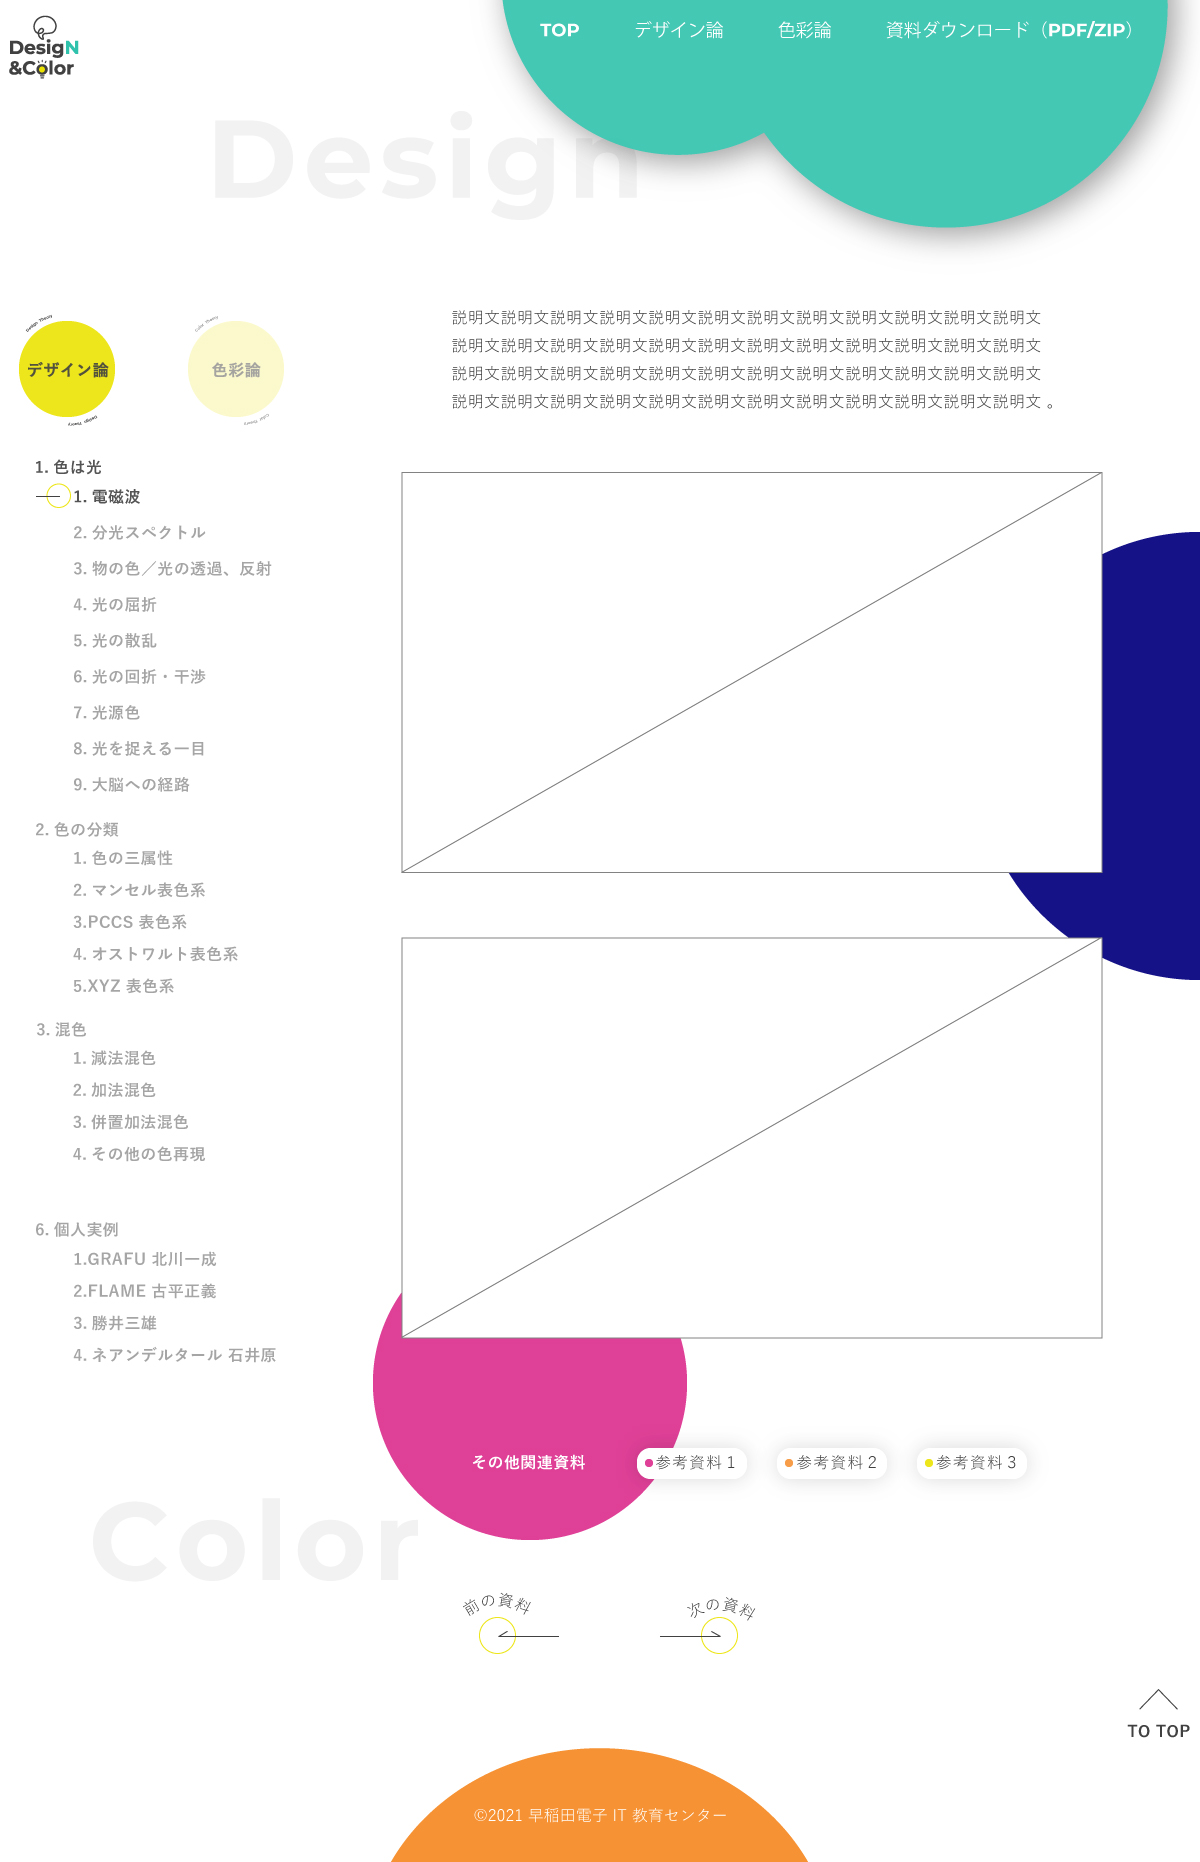 DesigN
&Color
TOP
デザイン論
色彩論
資料ダウンロード（PDF/ZIP）
Design
Design Theory
デザイン論
Design Theory
Color Theory
色彩論
Color Theory
説明文説明文説明文説明文説明文説明文説明文説明文説明文説明文説明文説明文
説明文説明文説明文説明文説明文説明文説明文説明文説明文説明文説明文説明文
説明文説明文説明文説明文説明文説明文説明文説明文説明文説明文説明文説明文
説明文説明文説明文説明文説明文説明文説明文説明文説明文説明文説明文説明文 。
1. 色は光
1. 電磁波
2. 分光スペクトル
3. 物の色／光の透過、反射
4. 光の屈折
5. 光の散乱
6. 光の回折・干渉
7. 光源色
8. 光を捉える一目
9. 大脳への経路
2. 色の分類
1. 色の三属性
2. マンセル表色系
3.PCCS 表色系
4. オストワルト表色系
5.XYZ 表色系
3. 混色
1. 減法混色
2. 加法混色
3. 併置加法混色
4. その他の色再現
6. 個人実例
1.GRAFU 北川一成
2.FLAME 古平正義
3. 勝井三雄
4. ネアンデルタール 石井原
その他関連資料
参考資料 1
参考資料 2
参考資料 3
Color
前の資料
次の資料
TO TOP
©2021 早稲田電子 IT 教育センター